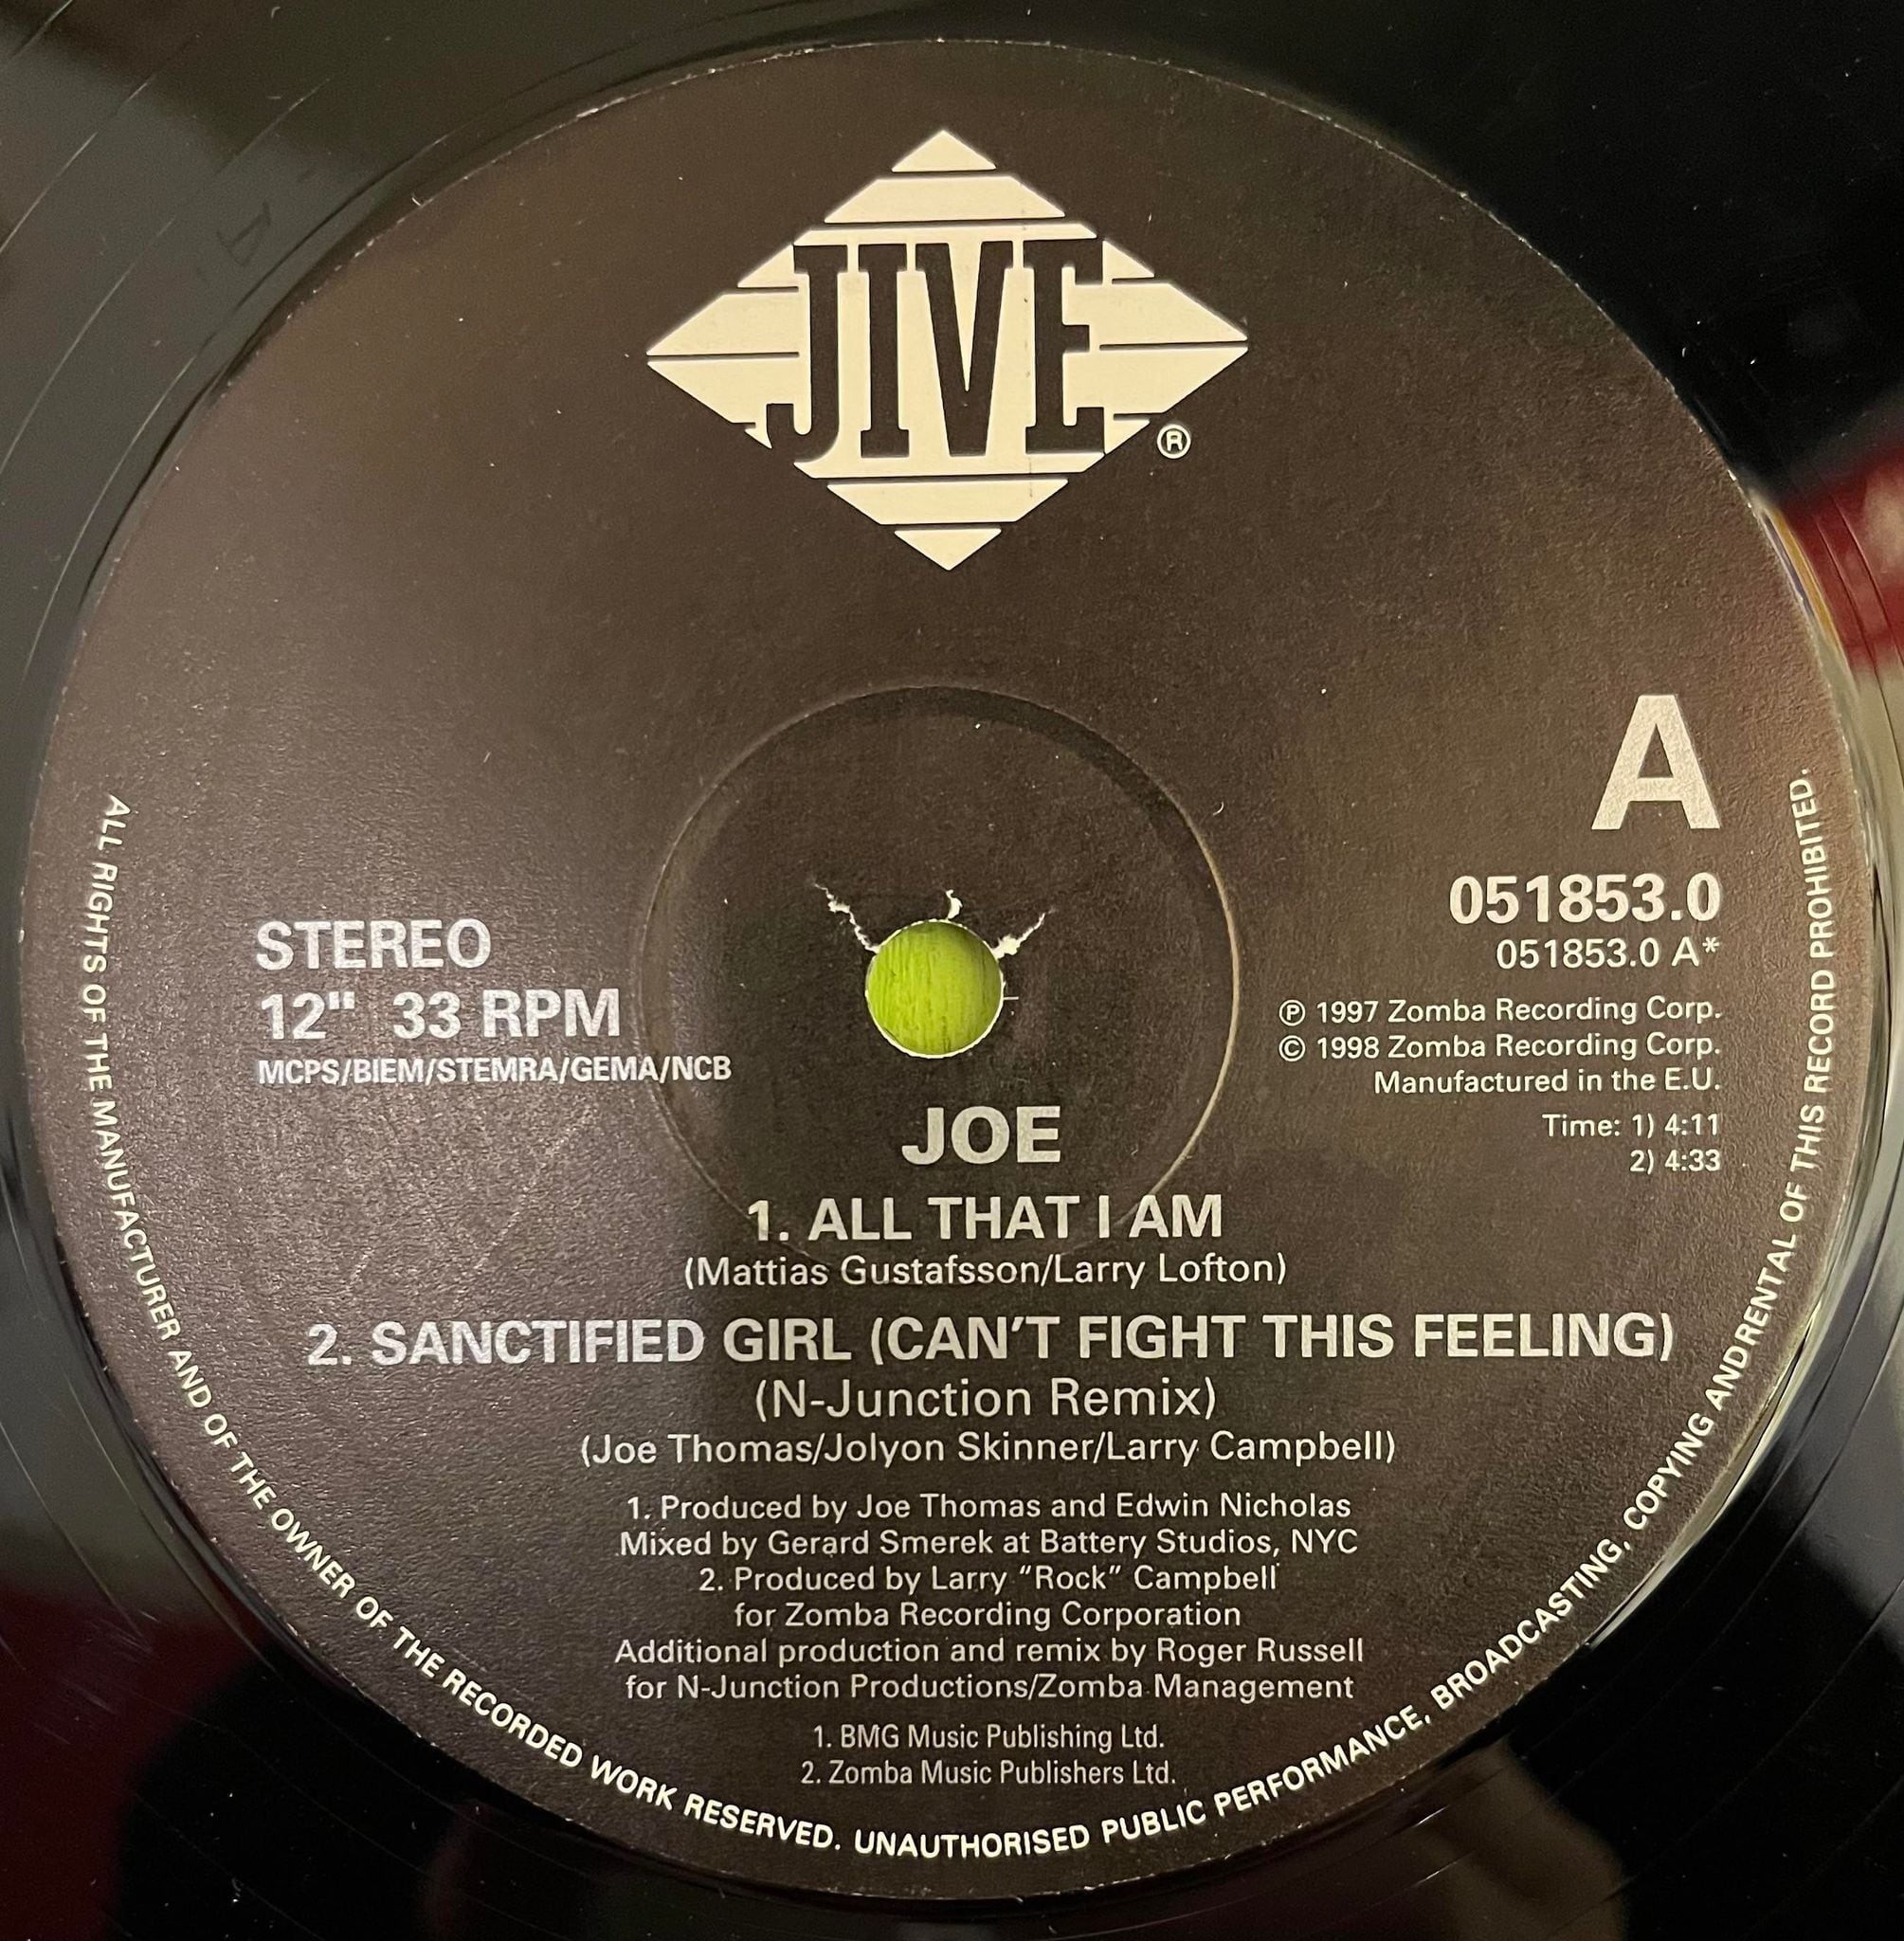 JIVE®
A
051853.0
051853.0 A*
℗ 1997 Zomba Recording Corp.
© 1998 Zomba Recording Corp.
Manufactured in the E.U.
Time: 1) 4:11
2) 4:33
STEREO
12" 33 RPM
MCPS/BIEM/STEMRA/GEMA/NCB
JOE
1. ALL THAT I AM
(Mattias Gustafsson/Larry Lofton)
2. SANCTIFIED GIRL (CAN'T FIGHT THIS FEELING)
(N-Junction Remix)
(Joe Thomas/Jolyon Skinner/Larry Campbell)
1. Produced by Joe Thomas and Edwin Nicholas
Mixed by Gerard Smerek at Battery Studios, NYC
2. Produced by Larry “Rock” Campbell
for Zomba Recording Corporation
Additional production and remix by Roger Russell
for N-Junction Productions/Zomba Management
1. BMG Music Publishing Ltd.
2. Zomba Music Publishers Ltd.
ALL RIGHTS OF THE MANUFACTURER AND OF THE OWNER OF THE RECORDED WORK RESERVED. UNAUTHORISED PUBLIC PERFORMANCE, BROADCASTING, COPYING ANDRENTAL OF THIS RECORD PROHIBITED.